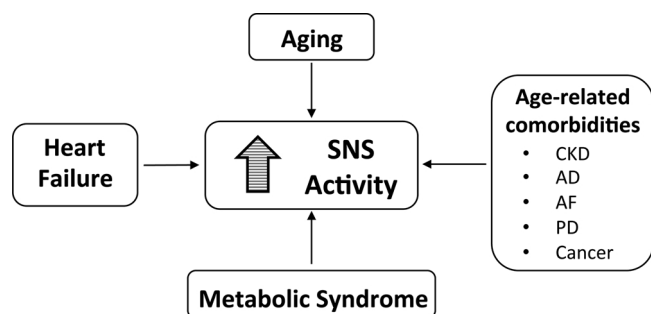 Aging
Heart
Failure
SNS
Activity
Age-related
comorbidities
• CKD
• AD
• AF
• PD
• Cancer
Metabolic Syndrome